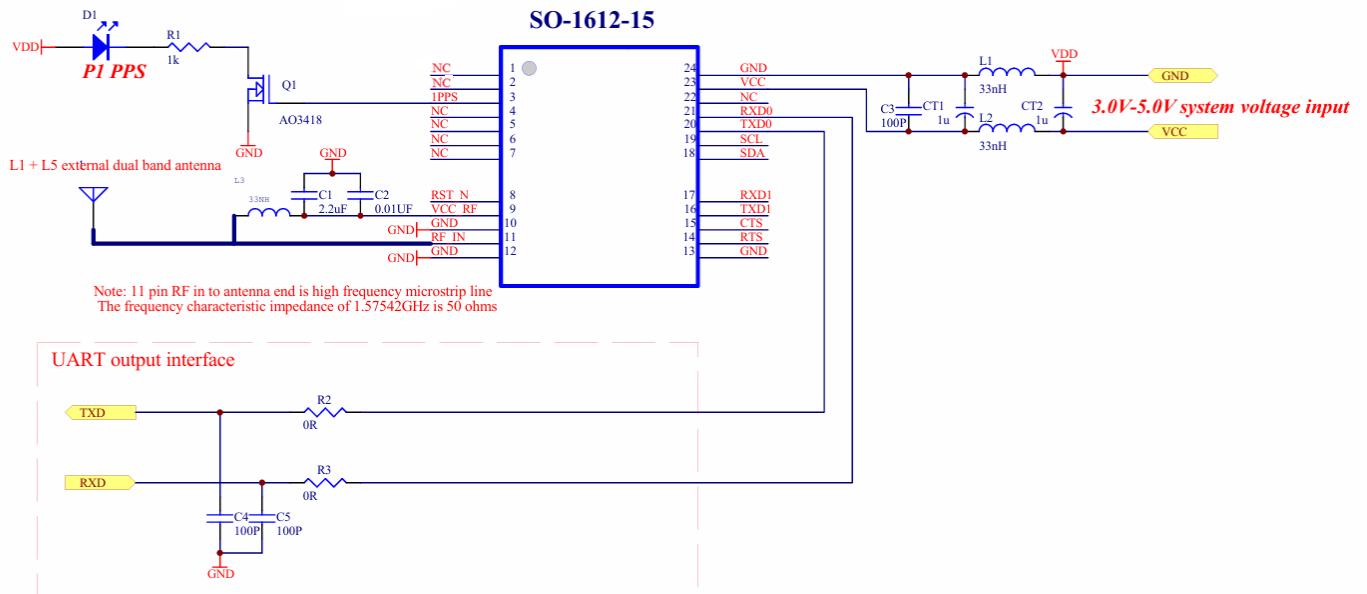 SO-1612-15
D1
VDD
P1 PPS
R1
1k
Q1
AO3418
GND
L1 + L5 external dual band antenna
L3
33NH
GND
C1
2.2uF
C2
0.01UF
NC
1
NC
2
1PPS
3
NC
4
NC
5
NC
6
NC
7
RST N
8
VCC RF
9
GND
GND
10
RF IN
11
GND
GND
12
24
GND
23
VCC
22
NC
21
RXD0
20
TXD0
19
SCL
18
SDA
17
RXD1
16
TXD1
15
CTS
14
RTS
13
GND
C3
100P
CT1
1u
L1
33nH
L2
33nH
VDD
CT2
1u
GND
3.0V-5.0V system voltage input
VCC
Note: 11 pin RF in to antenna end is high frequency microstrip line
The frequency characteristic impedance of 1.57542GHz is 50 ohms
UART output interface
TXD
R2
0R
RXD
R3
0R
C4
100P
C5
100P
GND